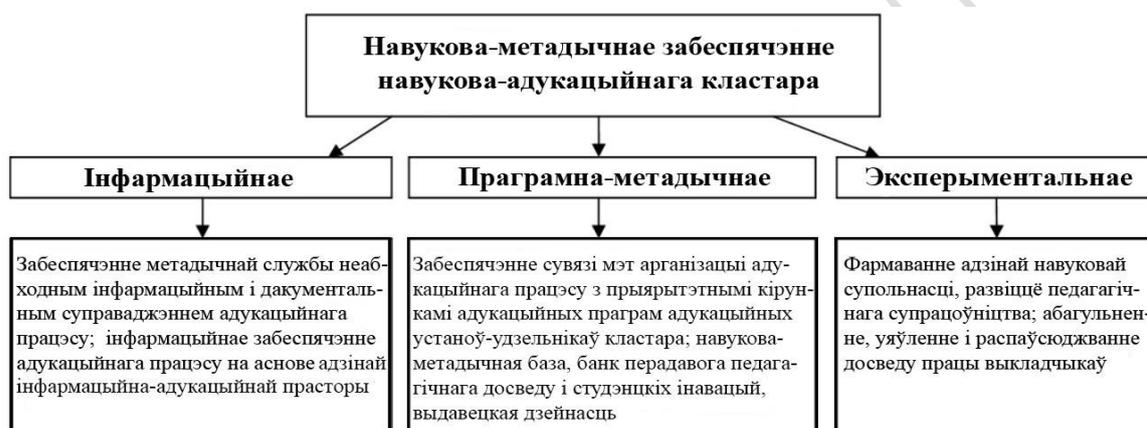 Навукова-метадычнае забеспячэнне
навукова-адукацыйнага кластара
Інфармацыйнае
Праграмна-метадычнае
Эксперыментальнае
Забеспячэнне метадычнай службы неаб-
ходным інфармацыйным і дакументаль-
ным суправаджэннем адукацыйнага
працэсу; інфармацыйнае забеспячэнне
адукацыйнага працэсу на аснове адзінай
інфармацыйна-адукацыйнай прасторы
Забеспячэнне сувязі мэт арганізацыі аду-
кацыйнага працэсу з прыярытэтнымі кірун-
камі адукацыйных праграм адукацыйных
устаноў-удзельнікаў кластара; навукова-
метадычная база, банк перадавога педага-
гічнага досведу і студэнцкіх інавацый,
выдавецкая дзейнасць
Фармаванне адзінай навуковай
супольнасці, развіццё педагагіч-
нага супрацоўніцтва; абагульнен-
не, уяўленне і распаўсюджванне
досведу працы выкладчыкаў